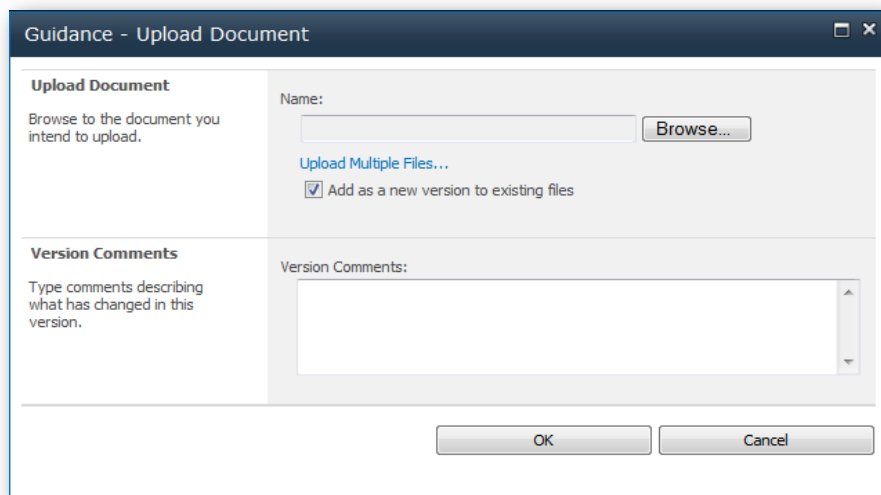 Guidance - Upload Document
Upload Document
Browse to the document you
intend to upload.
Name:
Browse...
Upload Multiple Files...
Add as a new version to existing files
Version Comments
Type comments describing
what has changed in this
version.
Version Comments:
OK
Cancel